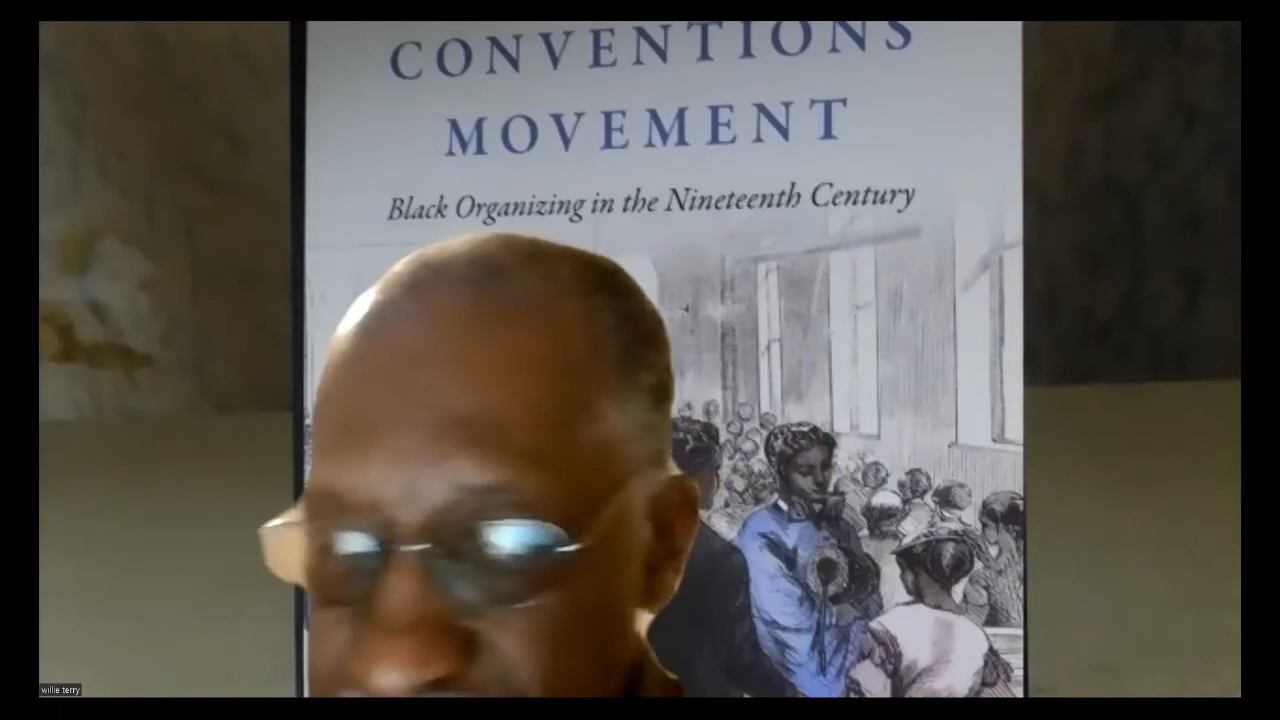 CONVENTIONS
MOVEMENT
Black Organizing in the Nineteenth Century
willie terry